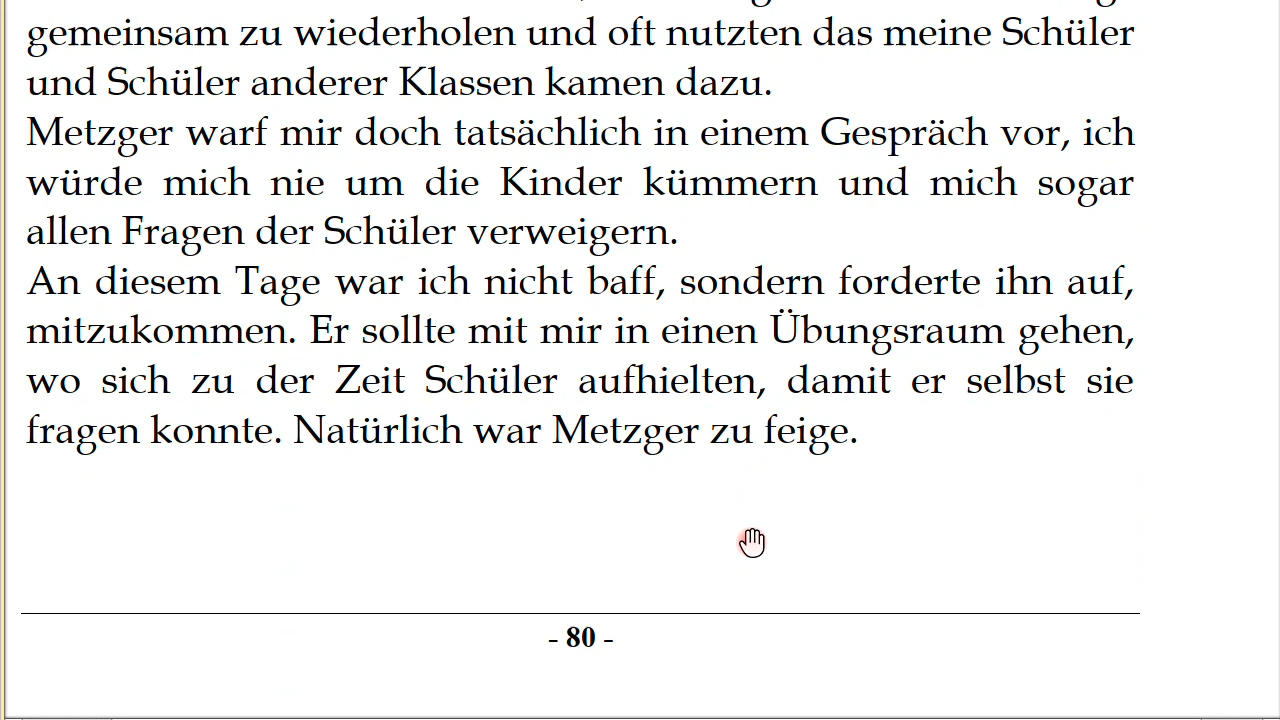 gemeinsam zu wiederholen und oft nutzten das meine Schüler
und Schüler anderer Klassen kamen dazu.
Metzger warf mir doch tatsächlich in einem Gespräch vor, ich
würde mich nie um die Kinder kümmern und mich sogar
allen Fragen der Schüler verweigern.
An diesem Tage war ich nicht baff, sondern forderte ihn auf,
mitzukommen. Er sollte mit mir in einen Übungsraum gehen,
wo sich zu der Zeit Schüler aufhielten, damit er selbst sie
fragen konnte. Natürlich war Metzger zu feige.
- 80 -